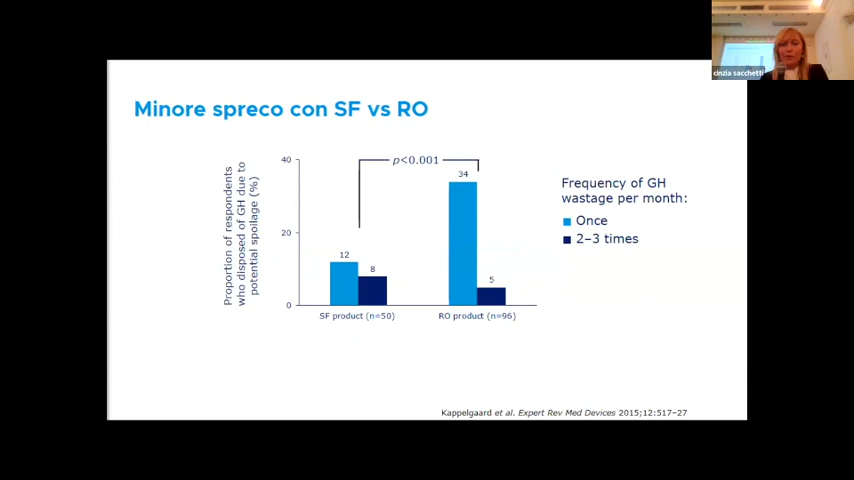 cinzia sacchetti
Minore spreco con SF vs RO
Proportion of respondents
who disposed of GH due to
potential spoilage (%)
40
20
0
p<0.001
12
8
34
5
SF product (n=50)
RO product (n=96)
Frequency of GH
wastage per month:
Once
2–3 times
Kappelgaard et al. Expert Rev Med Devices 2015;12:517–27